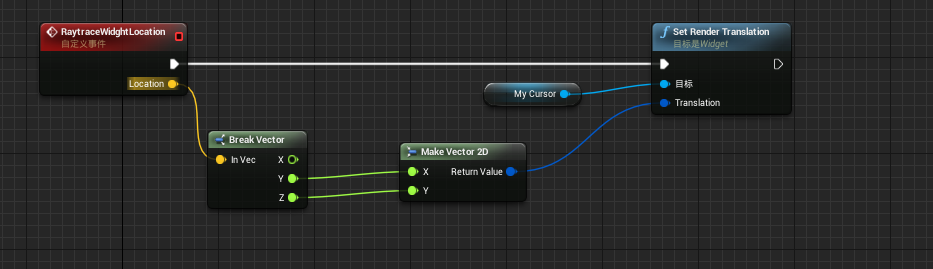 RaytraceWidghtLocation
自定义事件
Location
Break Vector
In Vec
X
Y
Z
Make Vector 2D
X
Return Value
Y
My Cursor
Set Render Translation
目标是Widget
目标
Translation